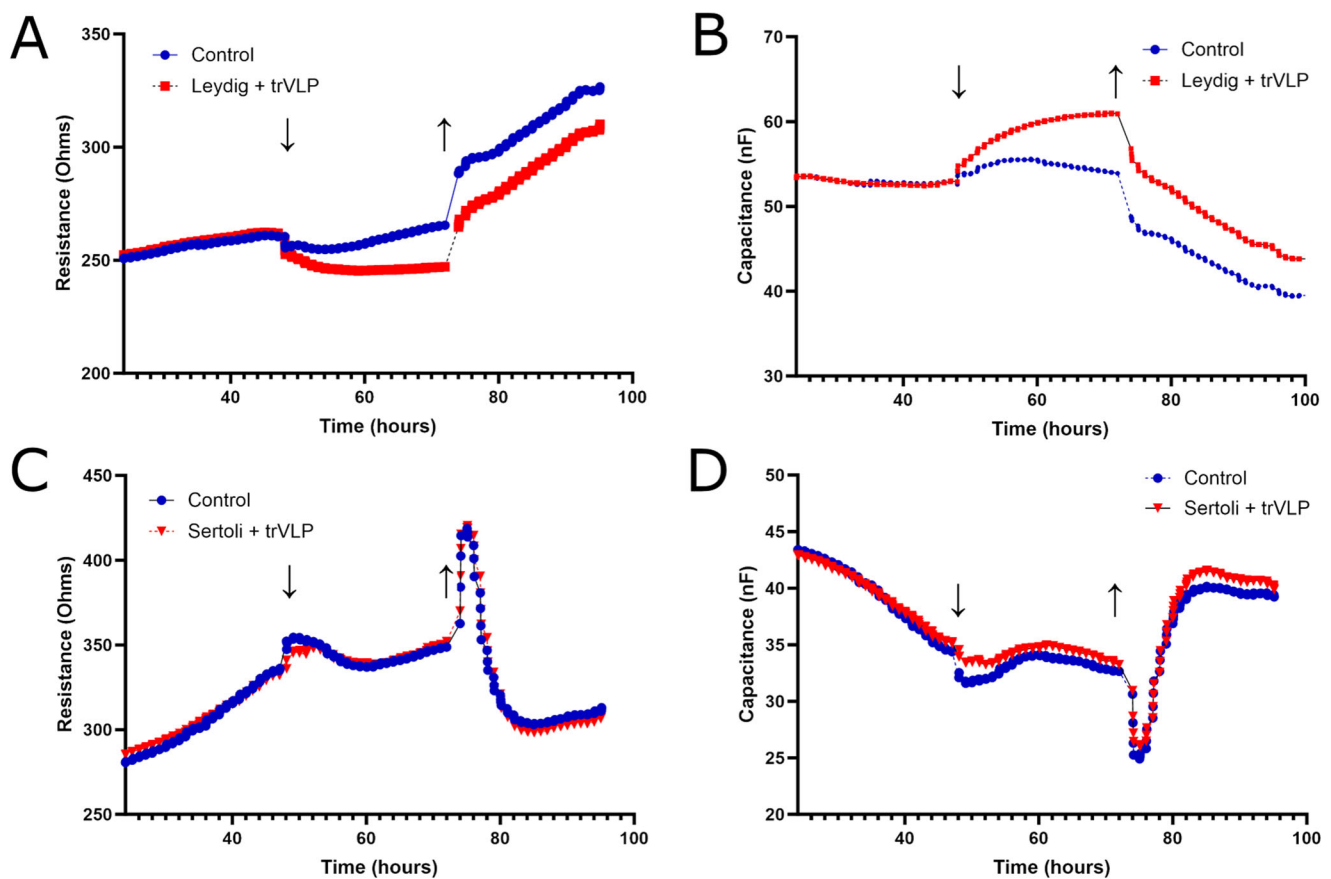 A
350
300
250
200
Resistance (Ohms)
Control
Leydig + trVLP
↓
↑
40
60
80
100
Time (hours)
B
70
60
50
40
30
Capacitance (nF)
Control
Leydig + trVLP
↓
↑
40
60
80
100
Time (hours)
C
450
400
350
300
250
Resistance (Ohms)
Control
Sertoli + trVLP
↓
↑
40
60
80
100
Time (hours)
D
50
45
40
35
30
25
20
Capacitance (nF)
Control
Sertoli + trVLP
↓
↑
40
60
80
100
Time (hours)